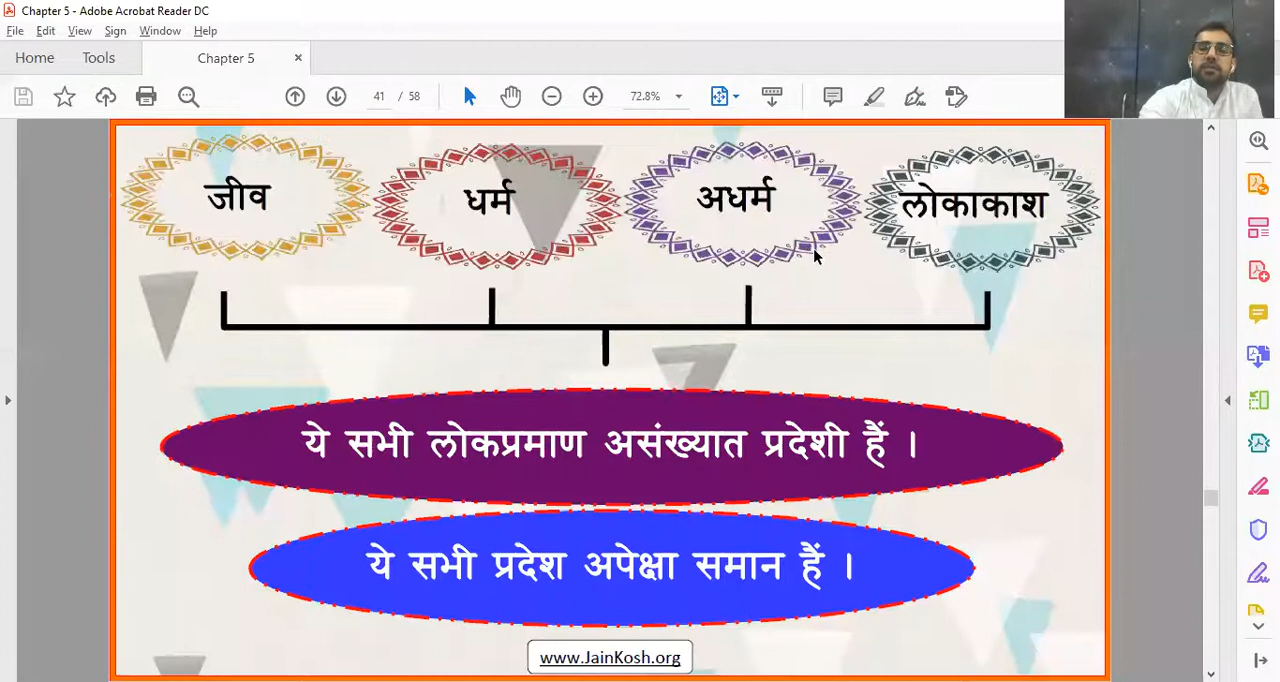 Chapter 5 - Adobe Acrobat Reader DC
File Edit View Sign Window Help
Home Tools Chapter 5 ×
41 / 58 72.8%
जीव धर्म अधर्म लोकाकाश
ये सभी लोकप्रमाण असंख्यात प्रदेशी हैं ।
ये सभी प्रदेश अपेक्षा समान हैं ।
www.JainKosh.org